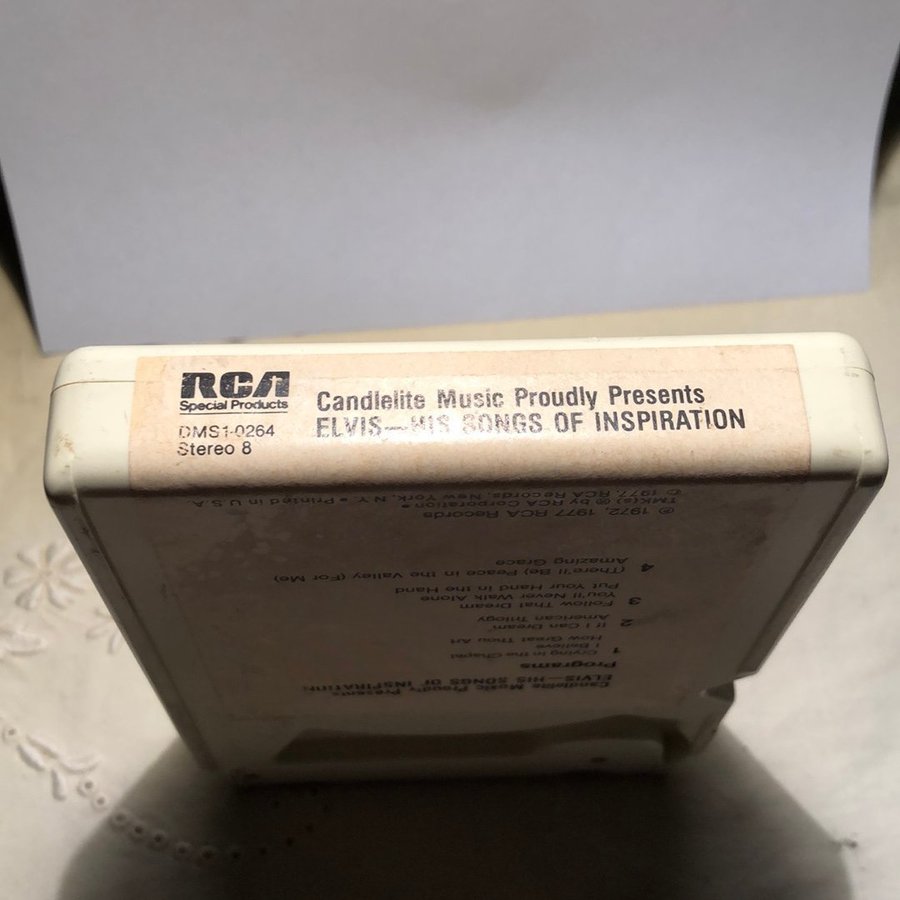 RCA
Special Products
DMS1-0264
Stereo 8
Candlelite Music Proudly Presents
ELVIS—HIS SONGS OF INSPIRATION
Candlelite Music Proudly Presents
ELVIS—HIS SONGS OF INSPIRATION
Programs
1 Crying in the Chapel
I Believe
How Great Thou Art
2 If I Can Dream
American Trilogy
3 Follow That Dream
You'll Never Walk Alone
Put Your Hand in the Hand
4 (There'll Be) Peace in the Valley (For Me)
Amazing Grace
℗ 1972, 1977 RCA Records
TMK(s) ® by RCA Corporation •
© 1977, RCA Records, New York, N.Y. • Printed in U.S.A.